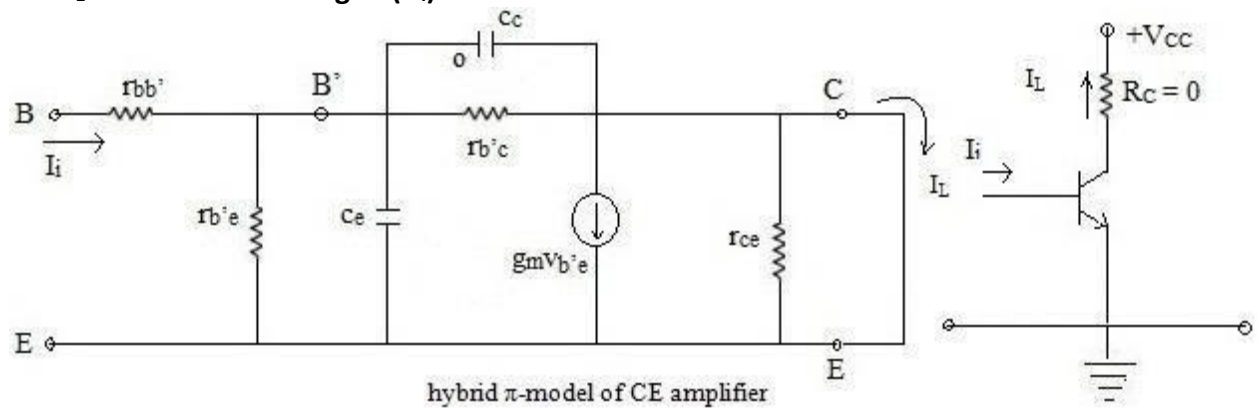 Cc
o
rbb'
B
B'
C
Ii
rb'c
IL
rb'e
Ce
gmVb'e
rce
E
E
hybrid π-model of CE amplifier
+VCC
IL
RC = 0
Ii